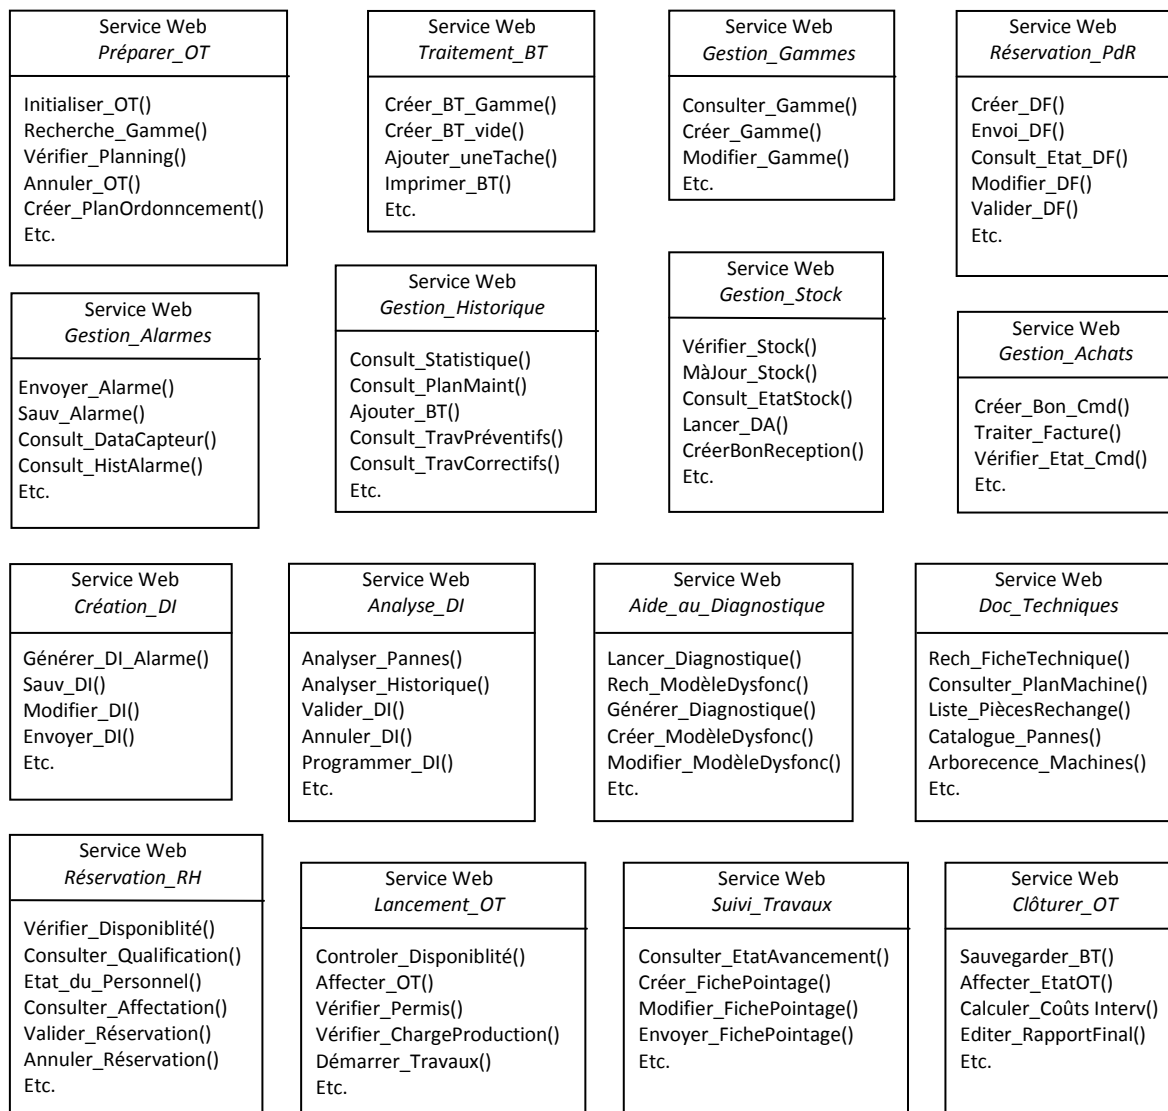 Service Web
Préparer_OT
Initialiser_OT()
Recherche_Gamme()
Vérifier_Planning()
Annuler_OT()
Créer_PlanOrdonncement()
Etc.
Service Web
Traitement_BT
Créer_BT_Gamme()
Créer_BT_vide()
Ajouter_uneTache()
Imprimer_BT()
Etc.
Service Web
Gestion_Gammes
Consulter_Gamme()
Créer_Gamme()
Modifier_Gamme()
Etc.
Service Web
Réservation_PdR
Créer_DF()
Envoi_DF()
Consult_Etat_DF()
Modifier_DF()
Valider_DF()
Etc.
Service Web
Gestion_Alarmes
Envoyer_Alarme()
Sauv_Alarme()
Consult_DataCapteur()
Consult_HistAlarme()
Etc.
Service Web
Gestion_Historique
Consult_Statistique()
Consult_PlanMaint()
Ajouter_BT()
Consult_TravPréventifs()
Consult_TravCorrectifs()
Etc.
Service Web
Gestion_Stock
Vérifier_Stock()
MàJour_Stock()
Consult_EtatStock()
Lancer_DA()
CréerBonReception()
Etc.
Service Web
Gestion_Achats
Créer_Bon_Cmd()
Traiter_Facture()
Vérifier_Etat_Cmd()
Etc.
Service Web
Création_DI
Générer_DI_Alarme()
Sauv_DI()
Modifier_DI()
Envoyer_DI()
Etc.
Service Web
Analyse_DI
Analyser_Pannes()
Analyser_Historique()
Valider_DI()
Annuler_DI()
Programmer_DI()
Etc.
Service Web
Aide_au_Diagnostique
Lancer_Diagnostique()
Rech_ModèleDysfonc()
Générer_Diagnostique()
Créer_ModèleDysfonc()
Modifier_ModèleDysfonc()
Etc.
Service Web
Doc_Techniques
Rech_FicheTechnique()
Consulter_PlanMachine()
Liste_PiècesRechange()
Catalogue_Pannes()
Arborecence_Machines()
Etc.
Service Web
Réservation_RH
Vérifier_Disponiblité()
Consulter_Qualification()
Etat_du_Personnel()
Consulter_Affectation()
Valider_Réservation()
Annuler_Réservation()
Etc.
Service Web
Lancement_OT
Controler_Disponiblité()
Affecter_OT()
Vérifier_Permis()
Vérifier_ChargeProduction()
Démarrer_Travaux()
Etc.
Service Web
Suivi_Travaux
Consulter_EtatAvancement()
Créer_FichePointage()
Modifier_FichePointage()
Envoyer_FichePointage()
Etc.
Service Web
Clôturer_OT
Sauvegarder_BT()
Affecter_EtatOT()
Calculer_Coûts Interv()
Editer_RapportFinal()
Etc.